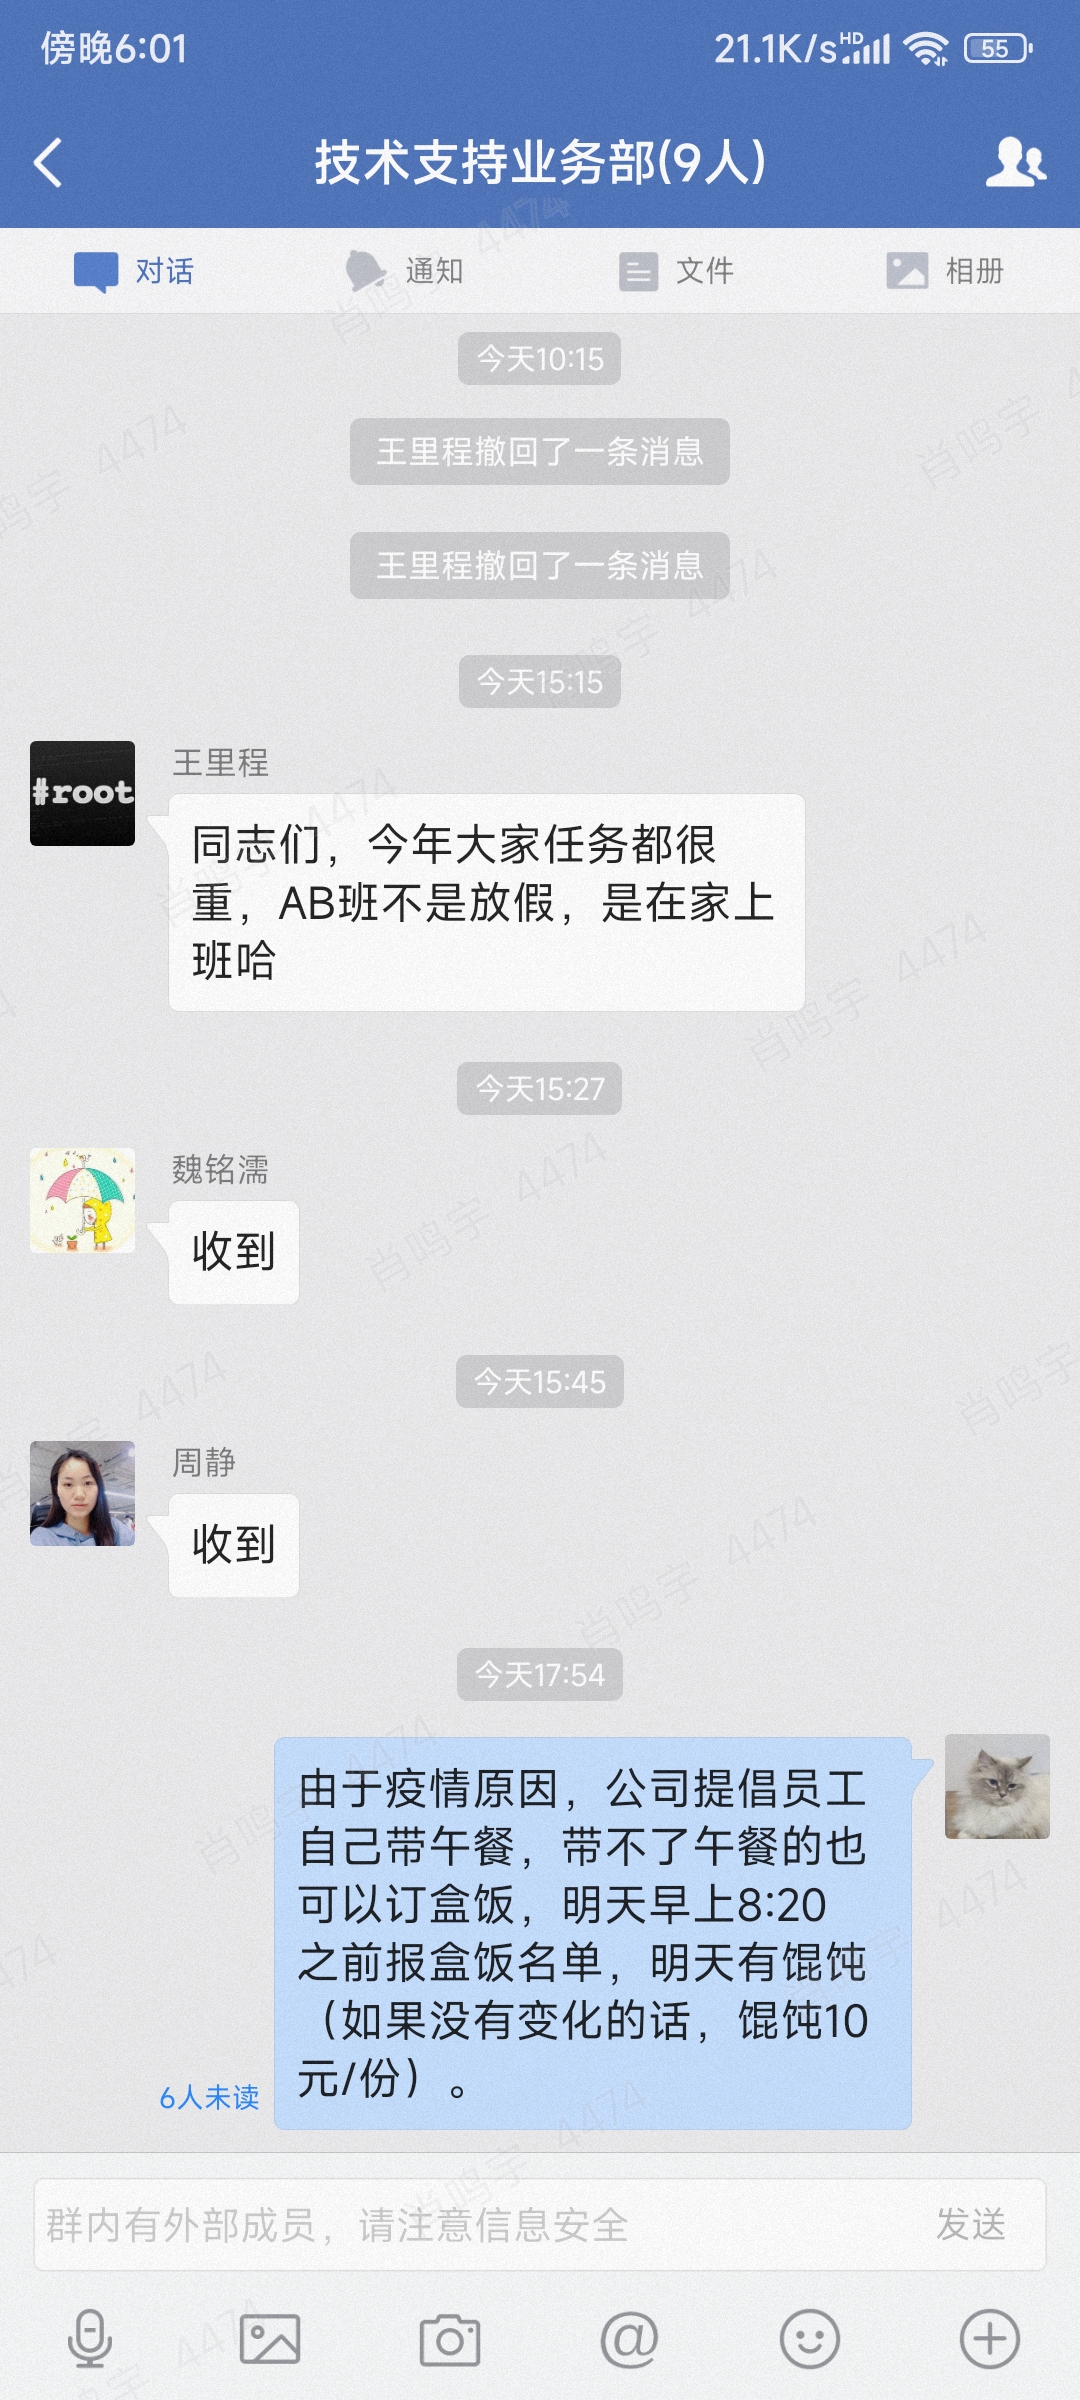 傍晚6:01
21.1K/s HD 55
技术支持业务部(9人)
对话 通知 文件 相册
今天10:15
王里程撤回了一条消息
王里程撤回了一条消息
今天15:15
#root
王里程
同志们，今年大家任务都很
重，AB班不是放假，是在家上
班哈
今天15:27
魏铭濡
收到
今天15:45
周静
收到
今天17:54
由于疫情原因，公司提倡员工
自己带午餐，带不了午餐的也
可以订盒饭，明天早上8:20
之前报盒饭名单，明天有馄饨
（如果没有变化的话，馄饨10
元/份）。
6人未读
群内有外部成员，请注意信息安全
发送
肖鸣宇 4474